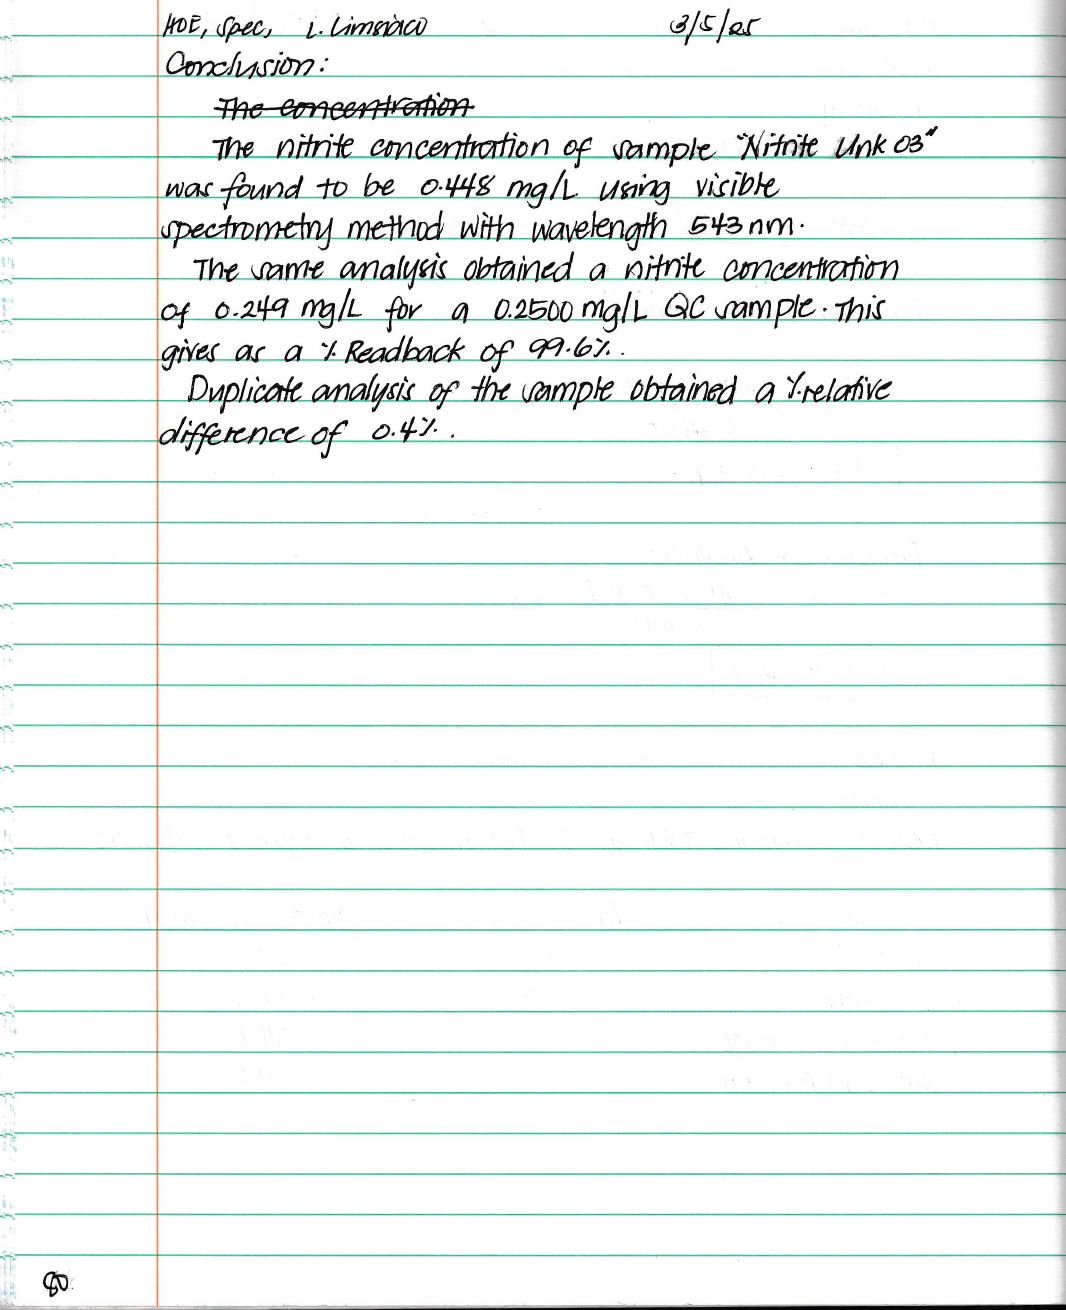 HOE, Spec, L. Limsiaco 3/5/25
Conclusion:
The concentration
The nitrite concentration of sample "Nitrite Unk 03"
was found to be 0.448 mg/L using visible
spectrometry method with wavelength 543 nm.
The same analysis obtained a nitrite concentration
of 0.249 mg/L for a 0.2500 mg/L QC sample. This
gives as a % Readback of 99.6%.
Duplicate analysis of the sample obtained a % relative
difference of 0.4%.
80